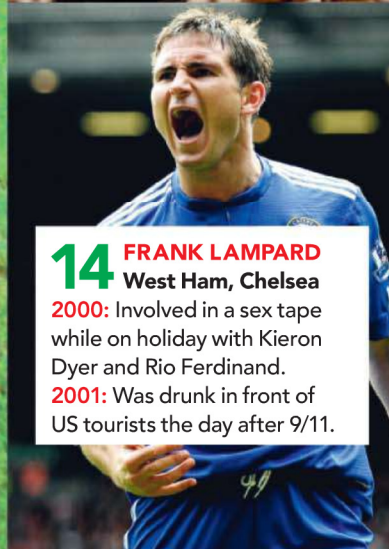 14 FRANK LAMPARD
West Ham, Chelsea
2000: Involved in a sex tape
while on holiday with Kieron
Dyer and Rio Ferdinand.
2001: Was drunk in front of
US tourists the day after 9/11.